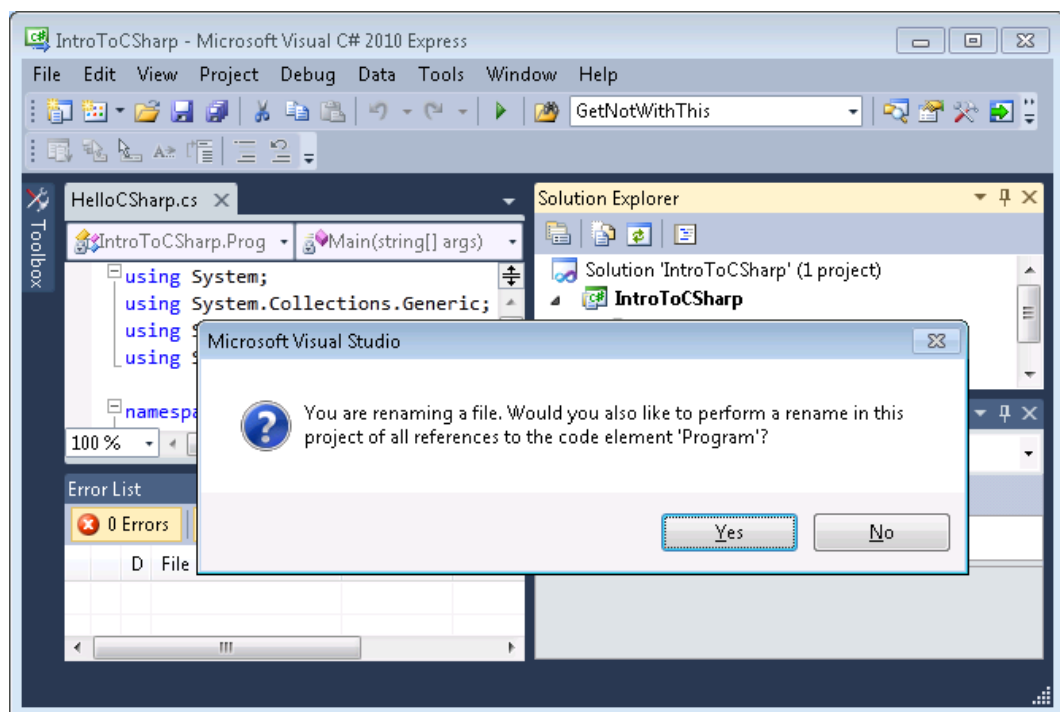 IntroToCSharp - Microsoft Visual C# 2010 Express
File Edit View Project Debug Data Tools Window Help
GetNotWithThis
Toolbox
HelloCSharp.cs
IntroToCSharp.Prog Main(string[] args)
using System;
using System.Collections.Generic;
using
using
namespa
100 %
Solution Explorer
Solution 'IntroToCSharp' (1 project)
IntroToCSharp
Microsoft Visual Studio
You are renaming a file. Would you also like to perform a rename in this
project of all references to the code element 'Program'?
Yes No
Error List
0 Errors
D File